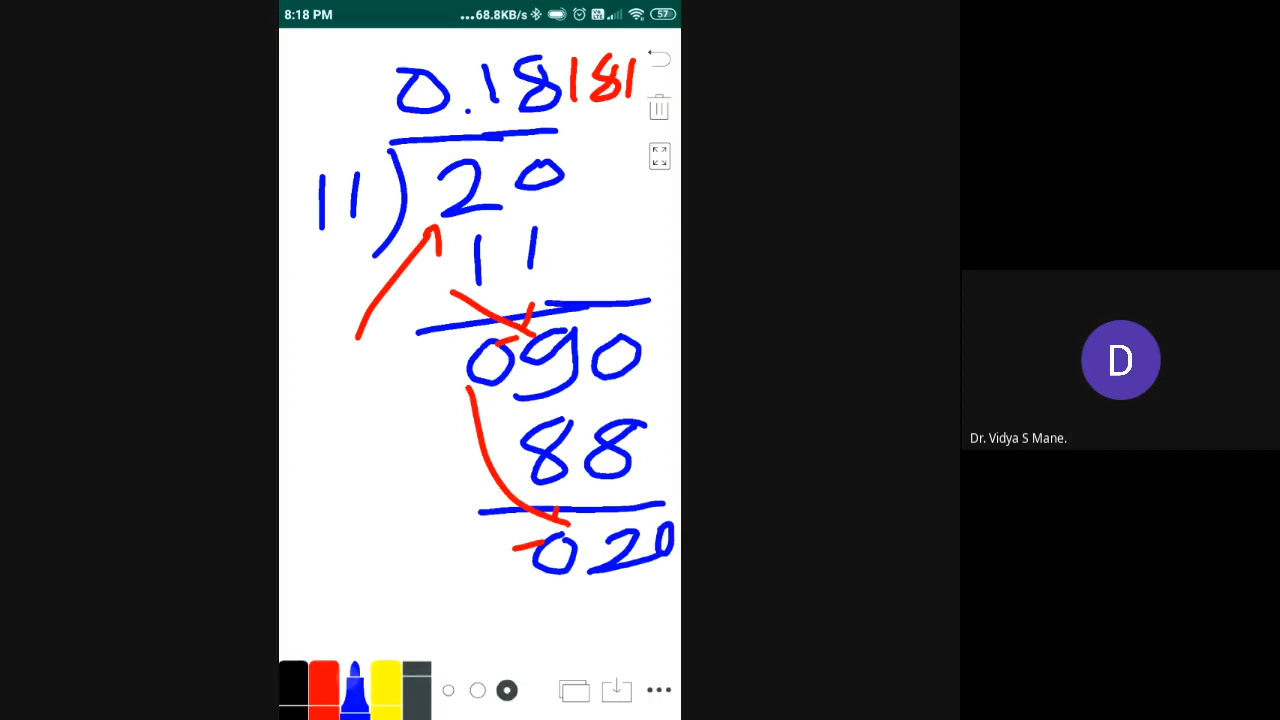 8:18 PM ...68.8KB/s 57
0.18181
11)20
11
090
88
020
D
Dr. Vidya S Mane.